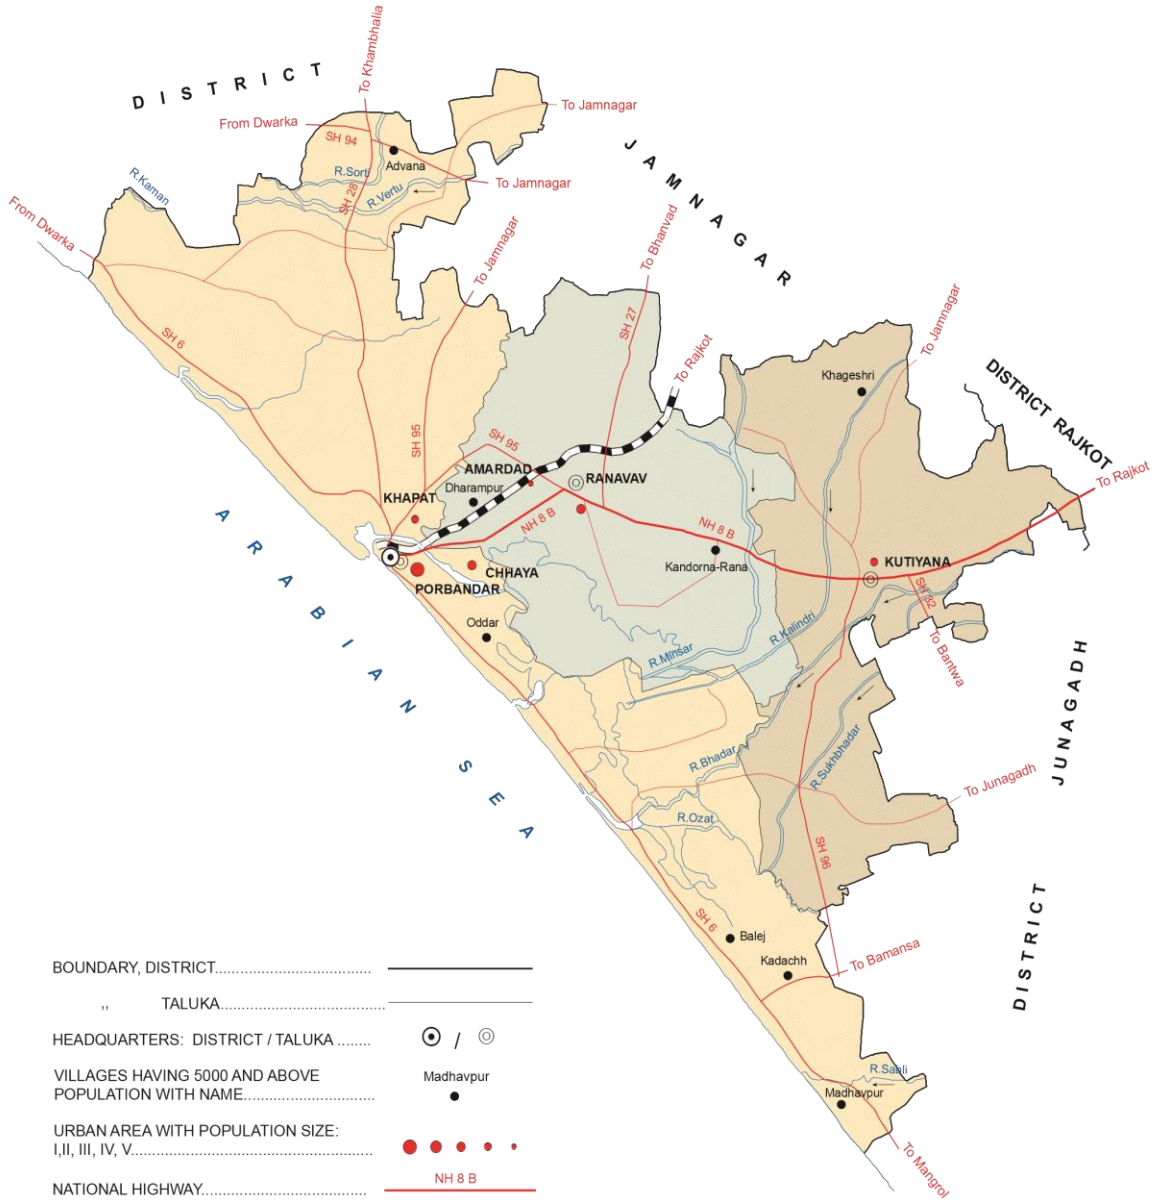 To Khambhalia
DISTRICT
From Dwarka
SH 94
To Jamnagar
Advana
R.Sorti
R.Vertu
To Jamnagar
SH 28
R.Kaman
From Dwarka
JAMNAGAR
To Jamnagar
To Bhanvad
SH 27
To Rajkot
To Jamnagar
SH 6
Khageshri
DISTRICT RAJKOT
To Rajkot
SH 95
SH 95
AMARDAD
Dharampur
RANAVAV
KHAPAT
NH 8 B
NH 8 B
Kandorna-Rana
KUTIYANA
CHHAYA
PORBANDAR
Oddar
SH 32
To Bantwa
R.Kalindri
R.Minsar
ARABIAN SEA
R.Bhadar
R.Sukhbhadar
R.Ozat
To Junagadh
DISTRICT JUNAGADH
SH 96
SH 6
Balej
Kadachh
To Bamansa
R.Sabli
Madhavpur
To Mangrol
BOUNDARY, DISTRICT
,, TALUKA
HEADQUARTERS: DISTRICT / TALUKA
/
VILLAGES HAVING 5000 AND ABOVE
POPULATION WITH NAME
Madhavpur
URBAN AREA WITH POPULATION SIZE:
I,II, III, IV, V
NATIONAL HIGHWAY
NH 8 B